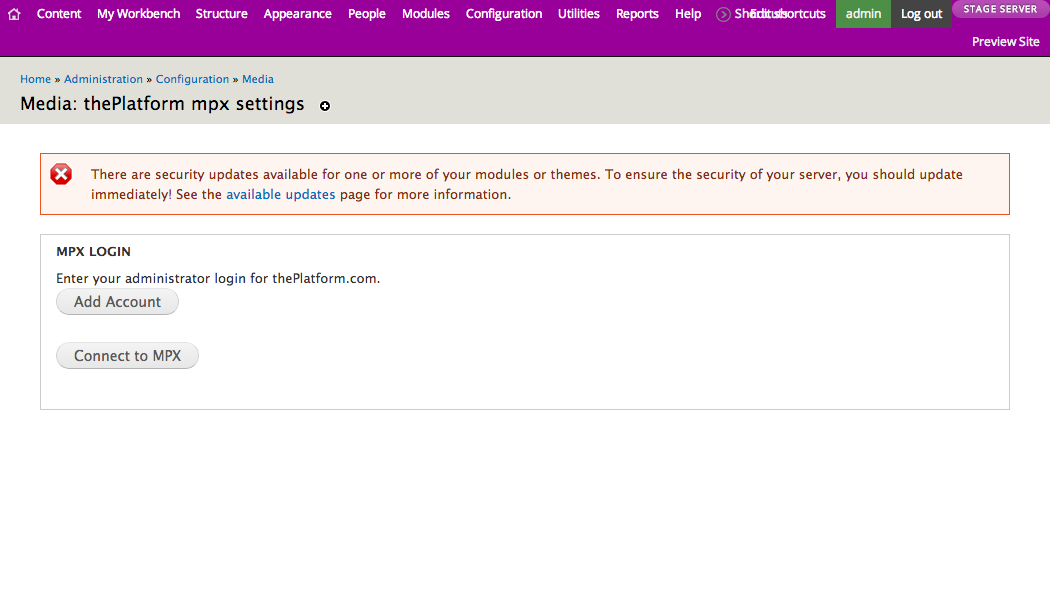 Content My Workbench Structure Appearance People Modules Configuration Utilities Reports Help Edit shortcuts admin Log out STAGE SERVER
Preview Site
Home » Administration » Configuration » Media
Media: thePlatform mpx settings
There are security updates available for one or more of your modules or themes. To ensure the security of your server, you should update
immediately! See the available updates page for more information.
MPX LOGIN
Enter your administrator login for thePlatform.com.
Add Account
Connect to MPX